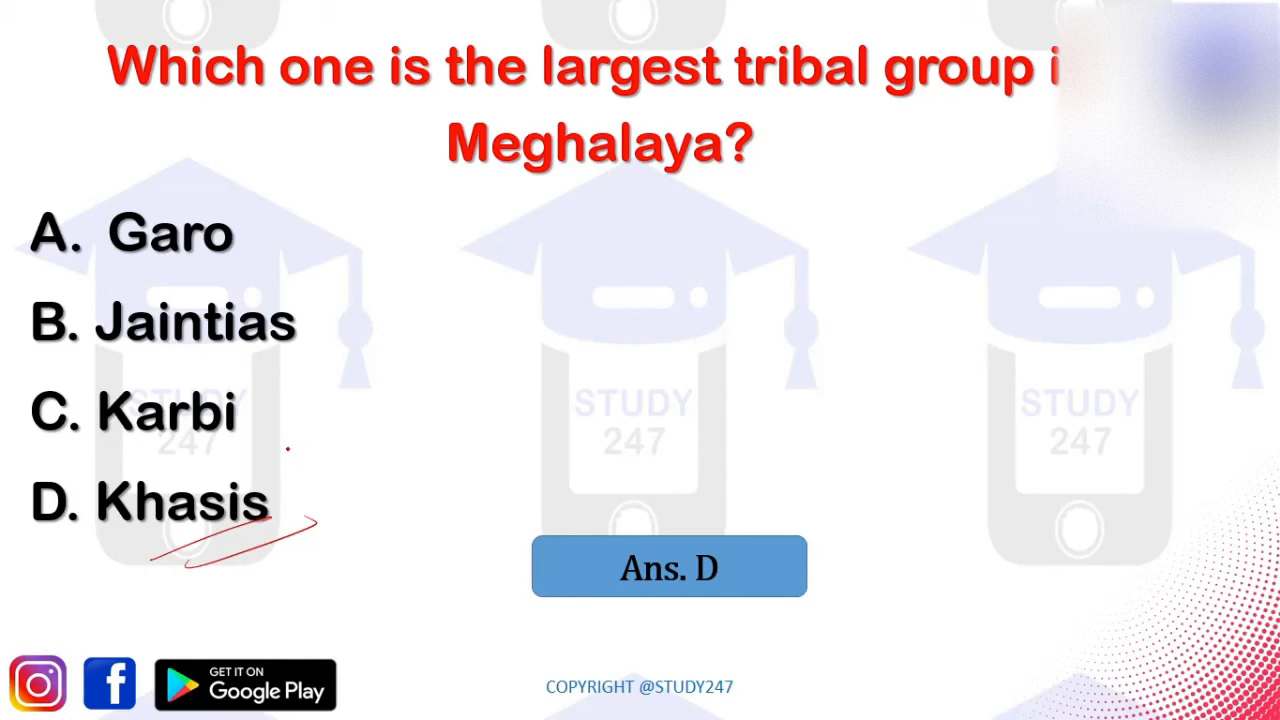 Which one is the largest tribal group
Meghalaya?
A. Garo
B. Jaintias
C. Karbi
D. Khasis
STUDY
247
STUDY
247
STUDY
247
Ans. D
GET IT ON
Google Play
COPYRIGHT @STUDY247